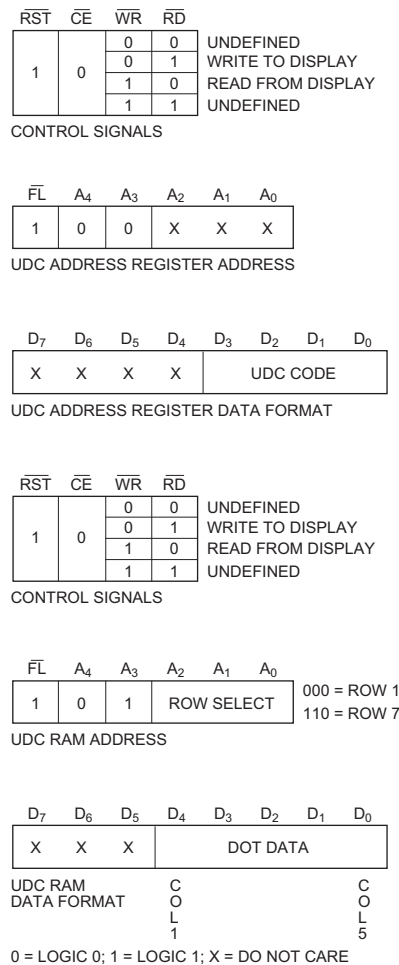 RST CE WR RD
0 0 UNDEFINED
0 1 WRITE TO DISPLAY
1 0 1 0 READ FROM DISPLAY
1 1 UNDEFINED
CONTROL SIGNALS
FL A4 A3 A2 A1 A0
1 0 0 X X X
UDC ADDRESS REGISTER ADDRESS
D7 D6 D5 D4 D3 D2 D1 D0
X X X X UDC CODE
UDC ADDRESS REGISTER DATA FORMAT
RST CE WR RD
0 0 UNDEFINED
0 1 WRITE TO DISPLAY
1 0 1 0 READ FROM DISPLAY
1 1 UNDEFINED
CONTROL SIGNALS
FL A4 A3 A2 A1 A0
1 0 1 ROW SELECT 000 = ROW 1
110 = ROW 7
UDC RAM ADDRESS
D7 D6 D5 D4 D3 D2 D1 D0
X X X DOT DATA
UDC RAM
DATA FORMAT
COL1 COL5
0 = LOGIC 0; 1 = LOGIC 1; X = DO NOT CARE